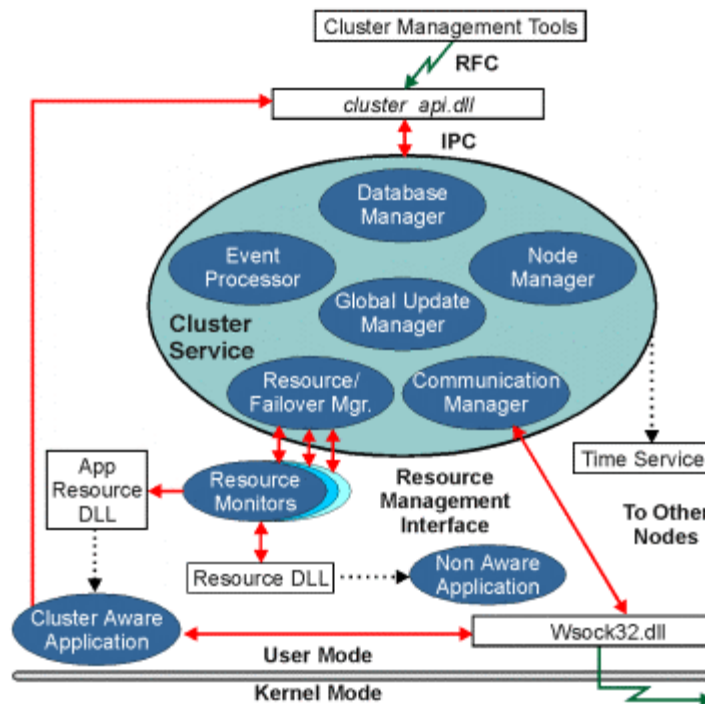 Cluster Management Tools
RFC
cluster_api.dll
IPC
Database
Manager
Event
Processor
Node
Manager
Global Update
Manager
Cluster
Service
Resource/
Failover Mgr.
Communication
Manager
App
Resource
DLL
Resource
Monitors
Resource
Management
Interface
Time Service
To Other
Nodes
Resource DLL
Non Aware
Application
Cluster Aware
Application
Wsock32.dll
User Mode
Kernel Mode